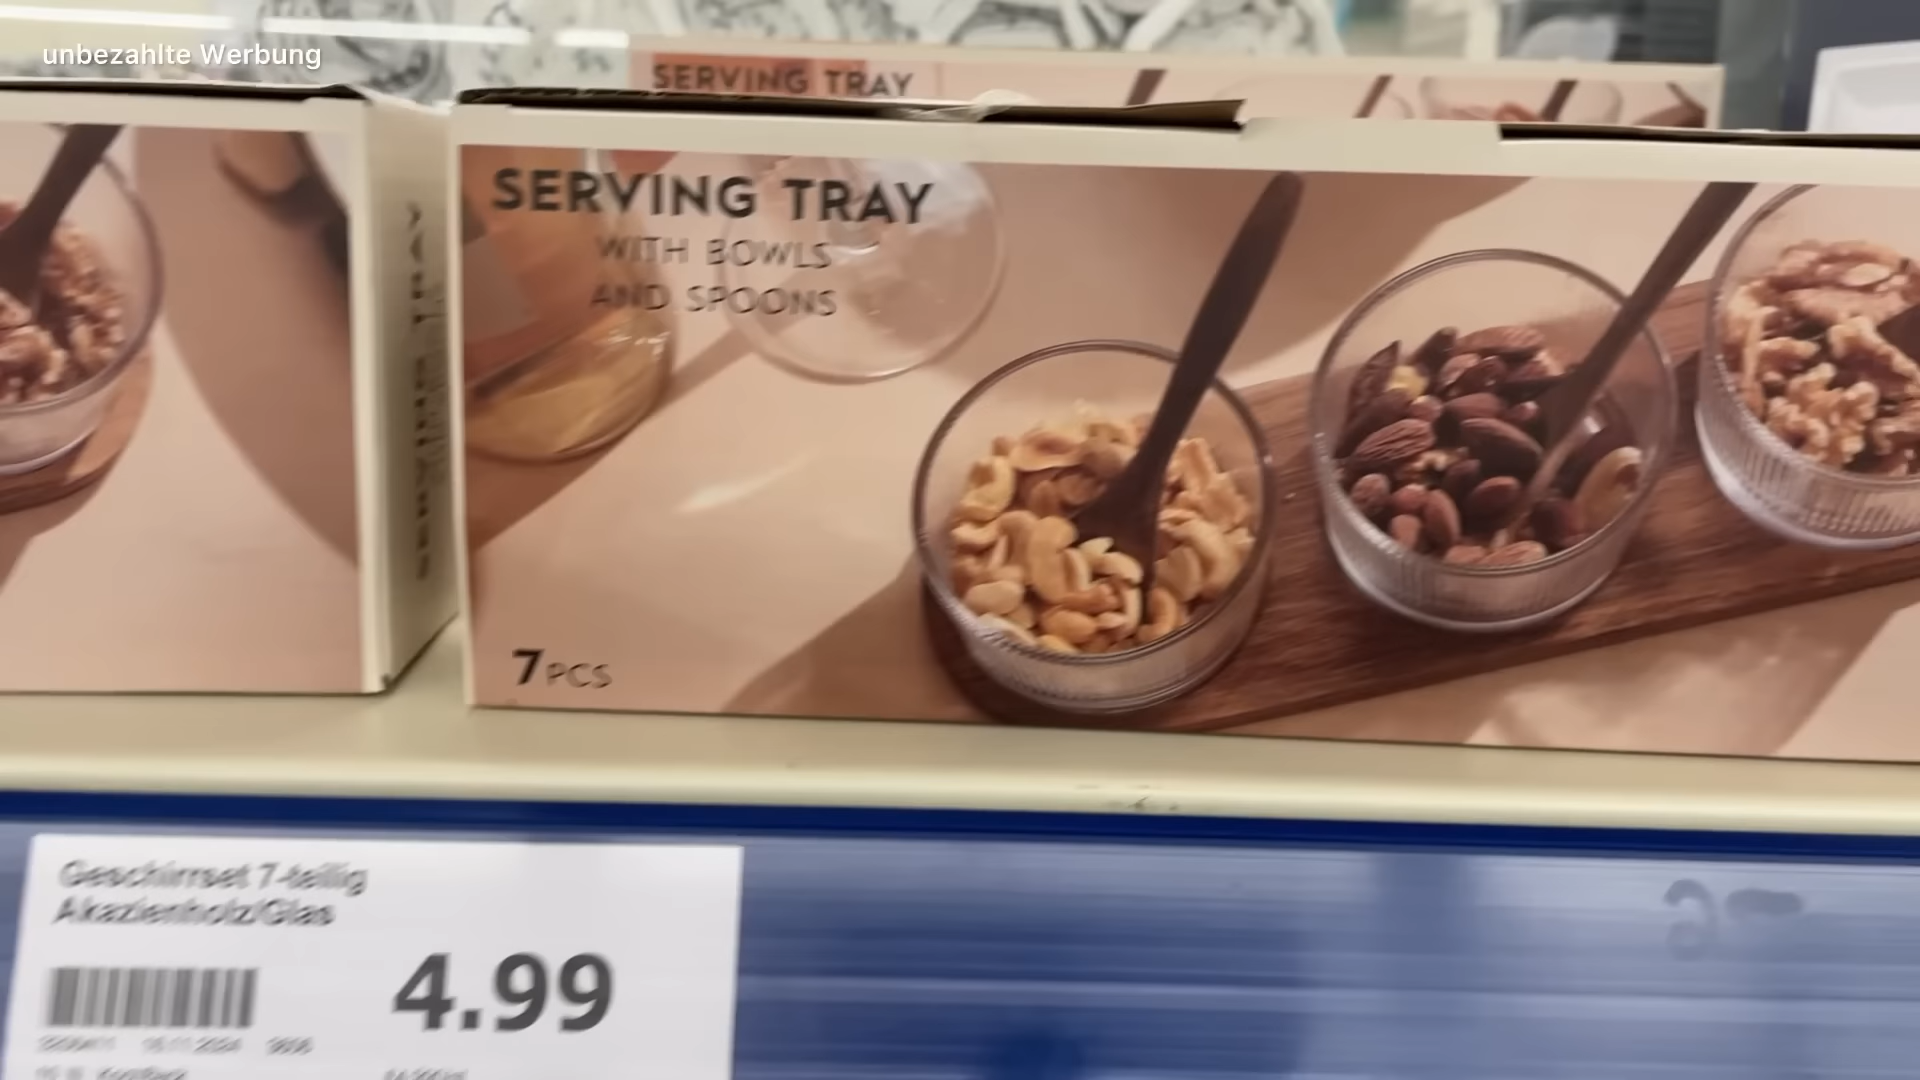 unbezahlte Werbung
SERVING TRAY
SERVING TRAY
WITH BOWLS
AND SPOONS
7 PCS
Geschirrset 7-teilig
Akazienholz/Glas
4.99